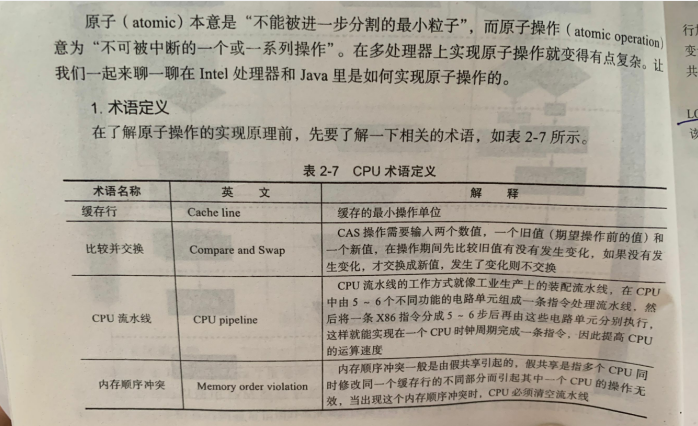 原子（atomic）本意是“不能被进一步分割的最小粒子”，而原子操作（atomic operation）
意为“不可被中断的一个或一系列操作”。在多处理器上实现原子操作就变得有点复杂。让
我们一起来聊一聊在 Intel 处理器和 Java 里是如何实现原子操作的。
1. 术语定义
在了解原子操作的实现原理前，先要了解一下相关的术语，如表 2-7 所示。
表 2-7 CPU 术语定义
术语名称 英 文 解 释
缓存行 Cache line 缓存的最小操作单位
比较并交换 Compare and Swap
CAS 操作需要输入两个数值，一个旧值（期望操作前的值）和
一个新值，在操作期间先比较旧值有没有发生变化，如果没有发
生变化，才交换成新值，发生了变化则不交换
CPU 流水线 CPU pipeline
CPU 流水线的工作方式就像工业生产上的装配流水线，在 CPU
中由 5 ~ 6 个不同功能的电路单元组成一条指令处理流水线，然
后将一条 X86 指令分成 5 ~ 6 步后再由这些电路单元分别执行，
这样就能实现在一个 CPU 时钟周期完成一条指令，因此提高 CPU
的运算速度
内存顺序冲突 Memory order violation
内存顺序冲突一般是由假共享引起的，假共享是指多个 CPU 同
时修改同一个缓存行的不同部分而引起其中一个 CPU 的操作无
效，当出现这个内存顺序冲突时，CPU 必须清空流水线
行
变
共